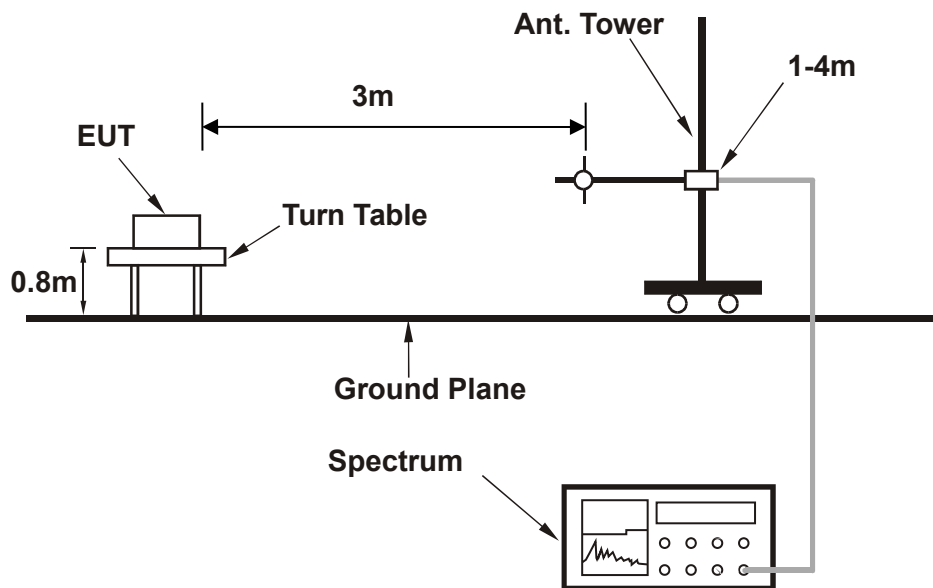 Ant. Tower
1-4m
3m
EUT
Turn Table
0.8m
Ground Plane
Spectrum